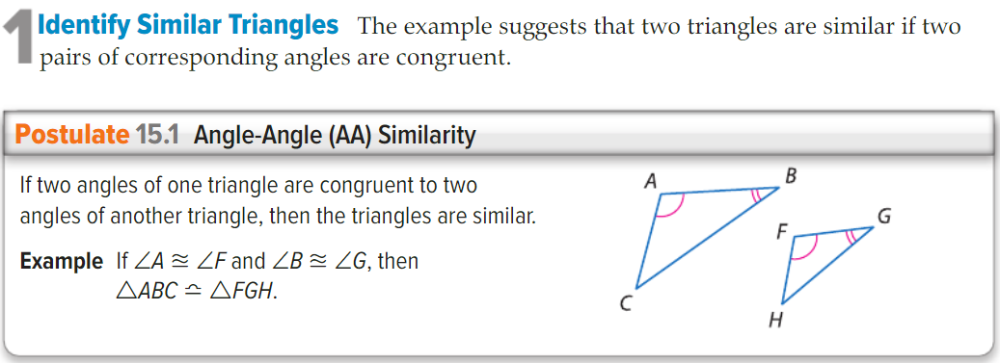 1 Identify Similar Triangles The example suggests that two triangles are similar if two
pairs of corresponding angles are congruent.
Postulate 15.1 Angle-Angle (AA) Similarity
If two angles of one triangle are congruent to two
angles of another triangle, then the triangles are similar.
Example If ∠A ≅ ∠F and ∠B ≅ ∠G, then
△ABC ≏ △FGH.
A
B
C
F
G
H